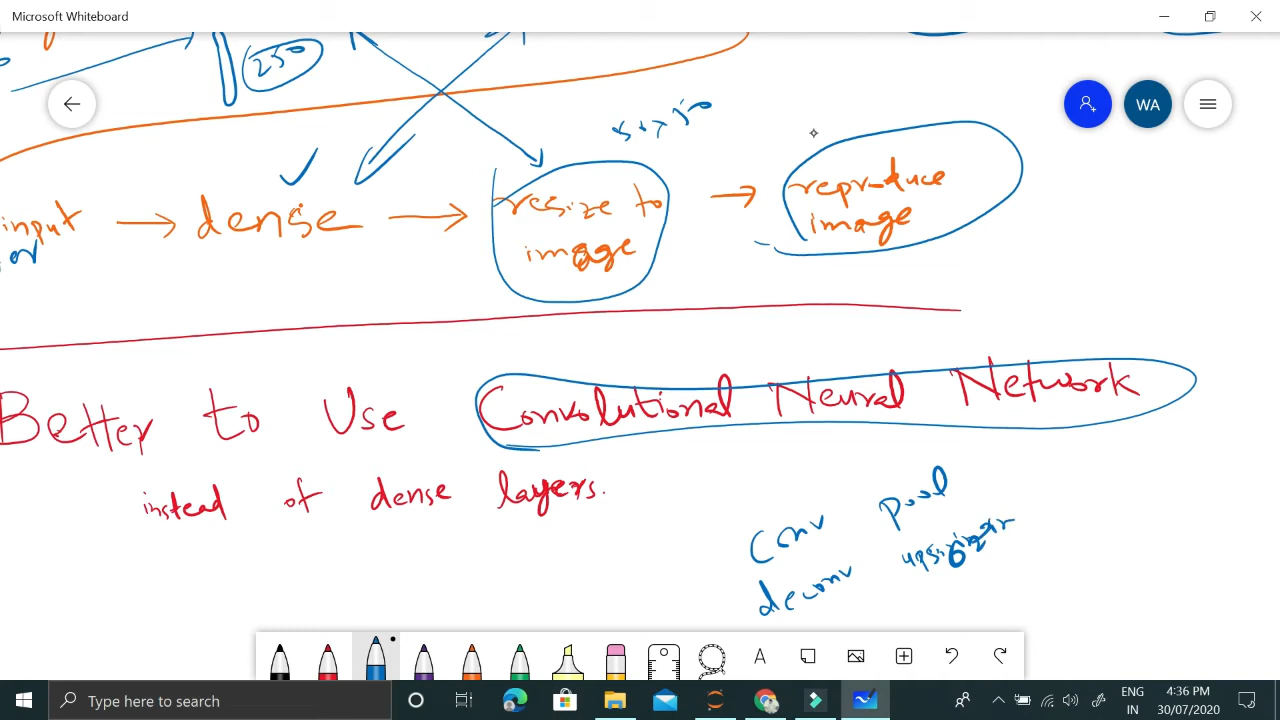 Microsoft Whiteboard
250
WA
input → dense → resize to image → reproduce image
Better to Use Convolutional Neural Network
instead of dense layers.
Conv pool
deconv
A
Type here to search
ENG
IN
4:36 PM
30/07/2020